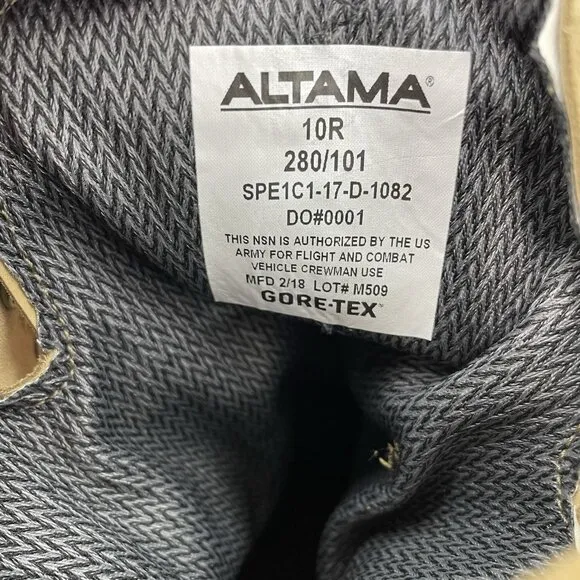 ALTAMA®
10R
280/101
SPE1C1-17-D-1082
DO#0001
THIS NSN IS AUTHORIZED BY THE US
ARMY FOR FLIGHT AND COMBAT
VEHICLE CREWMAN USE
MFD 2/18 LOT# M509
GORE-TEX